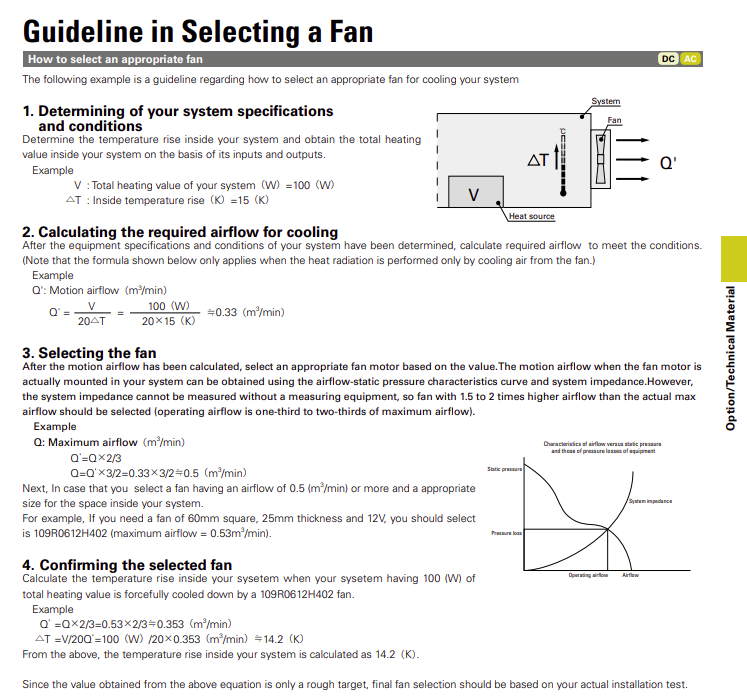 Guideline in Selecting a Fan
How to select an appropriate fan
DC AC
The following example is a guideline regarding how to select an appropriate fan for cooling your system
1. Determining of your system specifications
and conditions
Determine the temperature rise inside your system and obtain the total heating
value inside your system on the basis of its inputs and outputs.
Example
V : Total heating value of your system (W) =100 (W)
△T : Inside temperature rise (K) =15 (K)
System
Fan
△T
℃
Q'
V
Heat source
2. Calculating the required airflow for cooling
After the equipment specifications and conditions of your system have been determined, calculate required airflow to meet the conditions.
(Note that the formula shown below only applies when the heat radiation is performed only by cooling air from the fan.)
Example
Q': Motion airflow (m³/min)
Q' = V / 20△T = 100 (W) / 20×15 (K) ≒0.33 (m³/min)
3. Selecting the fan
After the motion airflow has been calculated, select an appropriate fan motor based on the value.The motion airflow when the fan motor is
actually mounted in your system can be obtained using the airflow-static pressure characteristics curve and system impedance.However,
the system impedance cannot be measured without a measuring equipment, so fan with 1.5 to 2 times higher airflow than the actual max
airflow should be selected (operating airflow is one-third to two-thirds of maximum airflow).
Example
Q: Maximum airflow (m³/min)
Q'=Q×2/3
Q=Q'×3/2=0.33×3/2≒0.5 (m³/min)
Next, In case that you select a fan having an airflow of 0.5 (m³/min) or more and a appropriate
size for the space inside your system.
For example, If you need a fan of 60mm square, 25mm thickness and 12V, you should select
is 109R0612H402 (maximum airflow = 0.53m³/min).
Characteristics of airflow versus static pressure
and those of pressure losses of equipment
Static pressure
System impedance
Pressure loss
Operating airflow
Airflow
4. Confirming the selected fan
Calculate the temperature rise inside your sysetem when your sysetem having 100 (W) of
total heating value is forcefully cooled down by a 109R0612H402 fan.
Example
Q' =Q×2/3=0.53×2/3≒0.353 (m³/min)
△T =V/20Q'=100 (W) /20×0.353 (m³/min) ≒14.2 (K)
From the above, the temperature rise inside your system is calculated as 14.2 (K).
Since the value obtained from the above equation is only a rough target, final fan selection should be based on your actual installation test.
Option/Technical Material